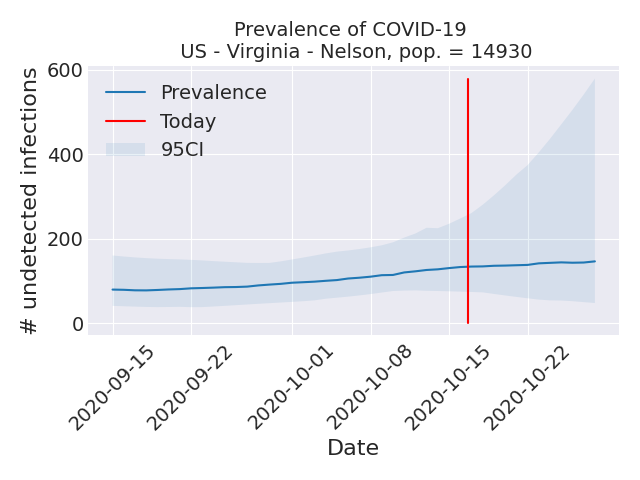 Prevalence of COVID-19
US - Virginia - Nelson, pop. = 14930
# undetected infections
600
400
200
0
Prevalence
Today
95CI
2020-09-15
2020-09-22
2020-10-01
2020-10-08
2020-10-15
2020-10-22
Date